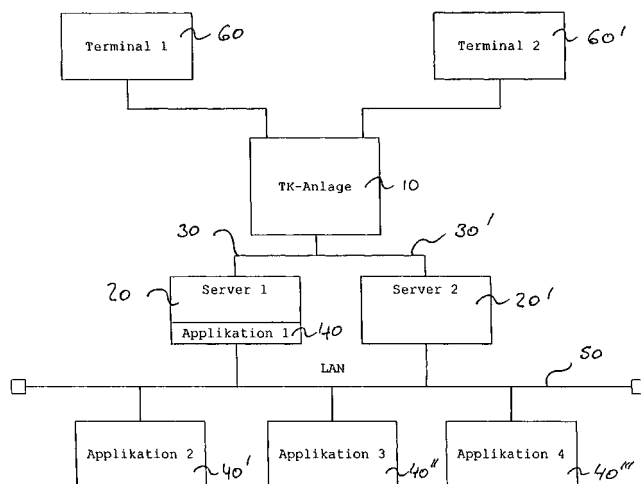 Terminal 1
60
Terminal 2
60'
TK-Anlage
10
30
30'
20
Server 1
Server 2
20'
Applikation 1
40
LAN
50
Applikation 2
40'
Applikation 3
40''
Applikation 4
40'''